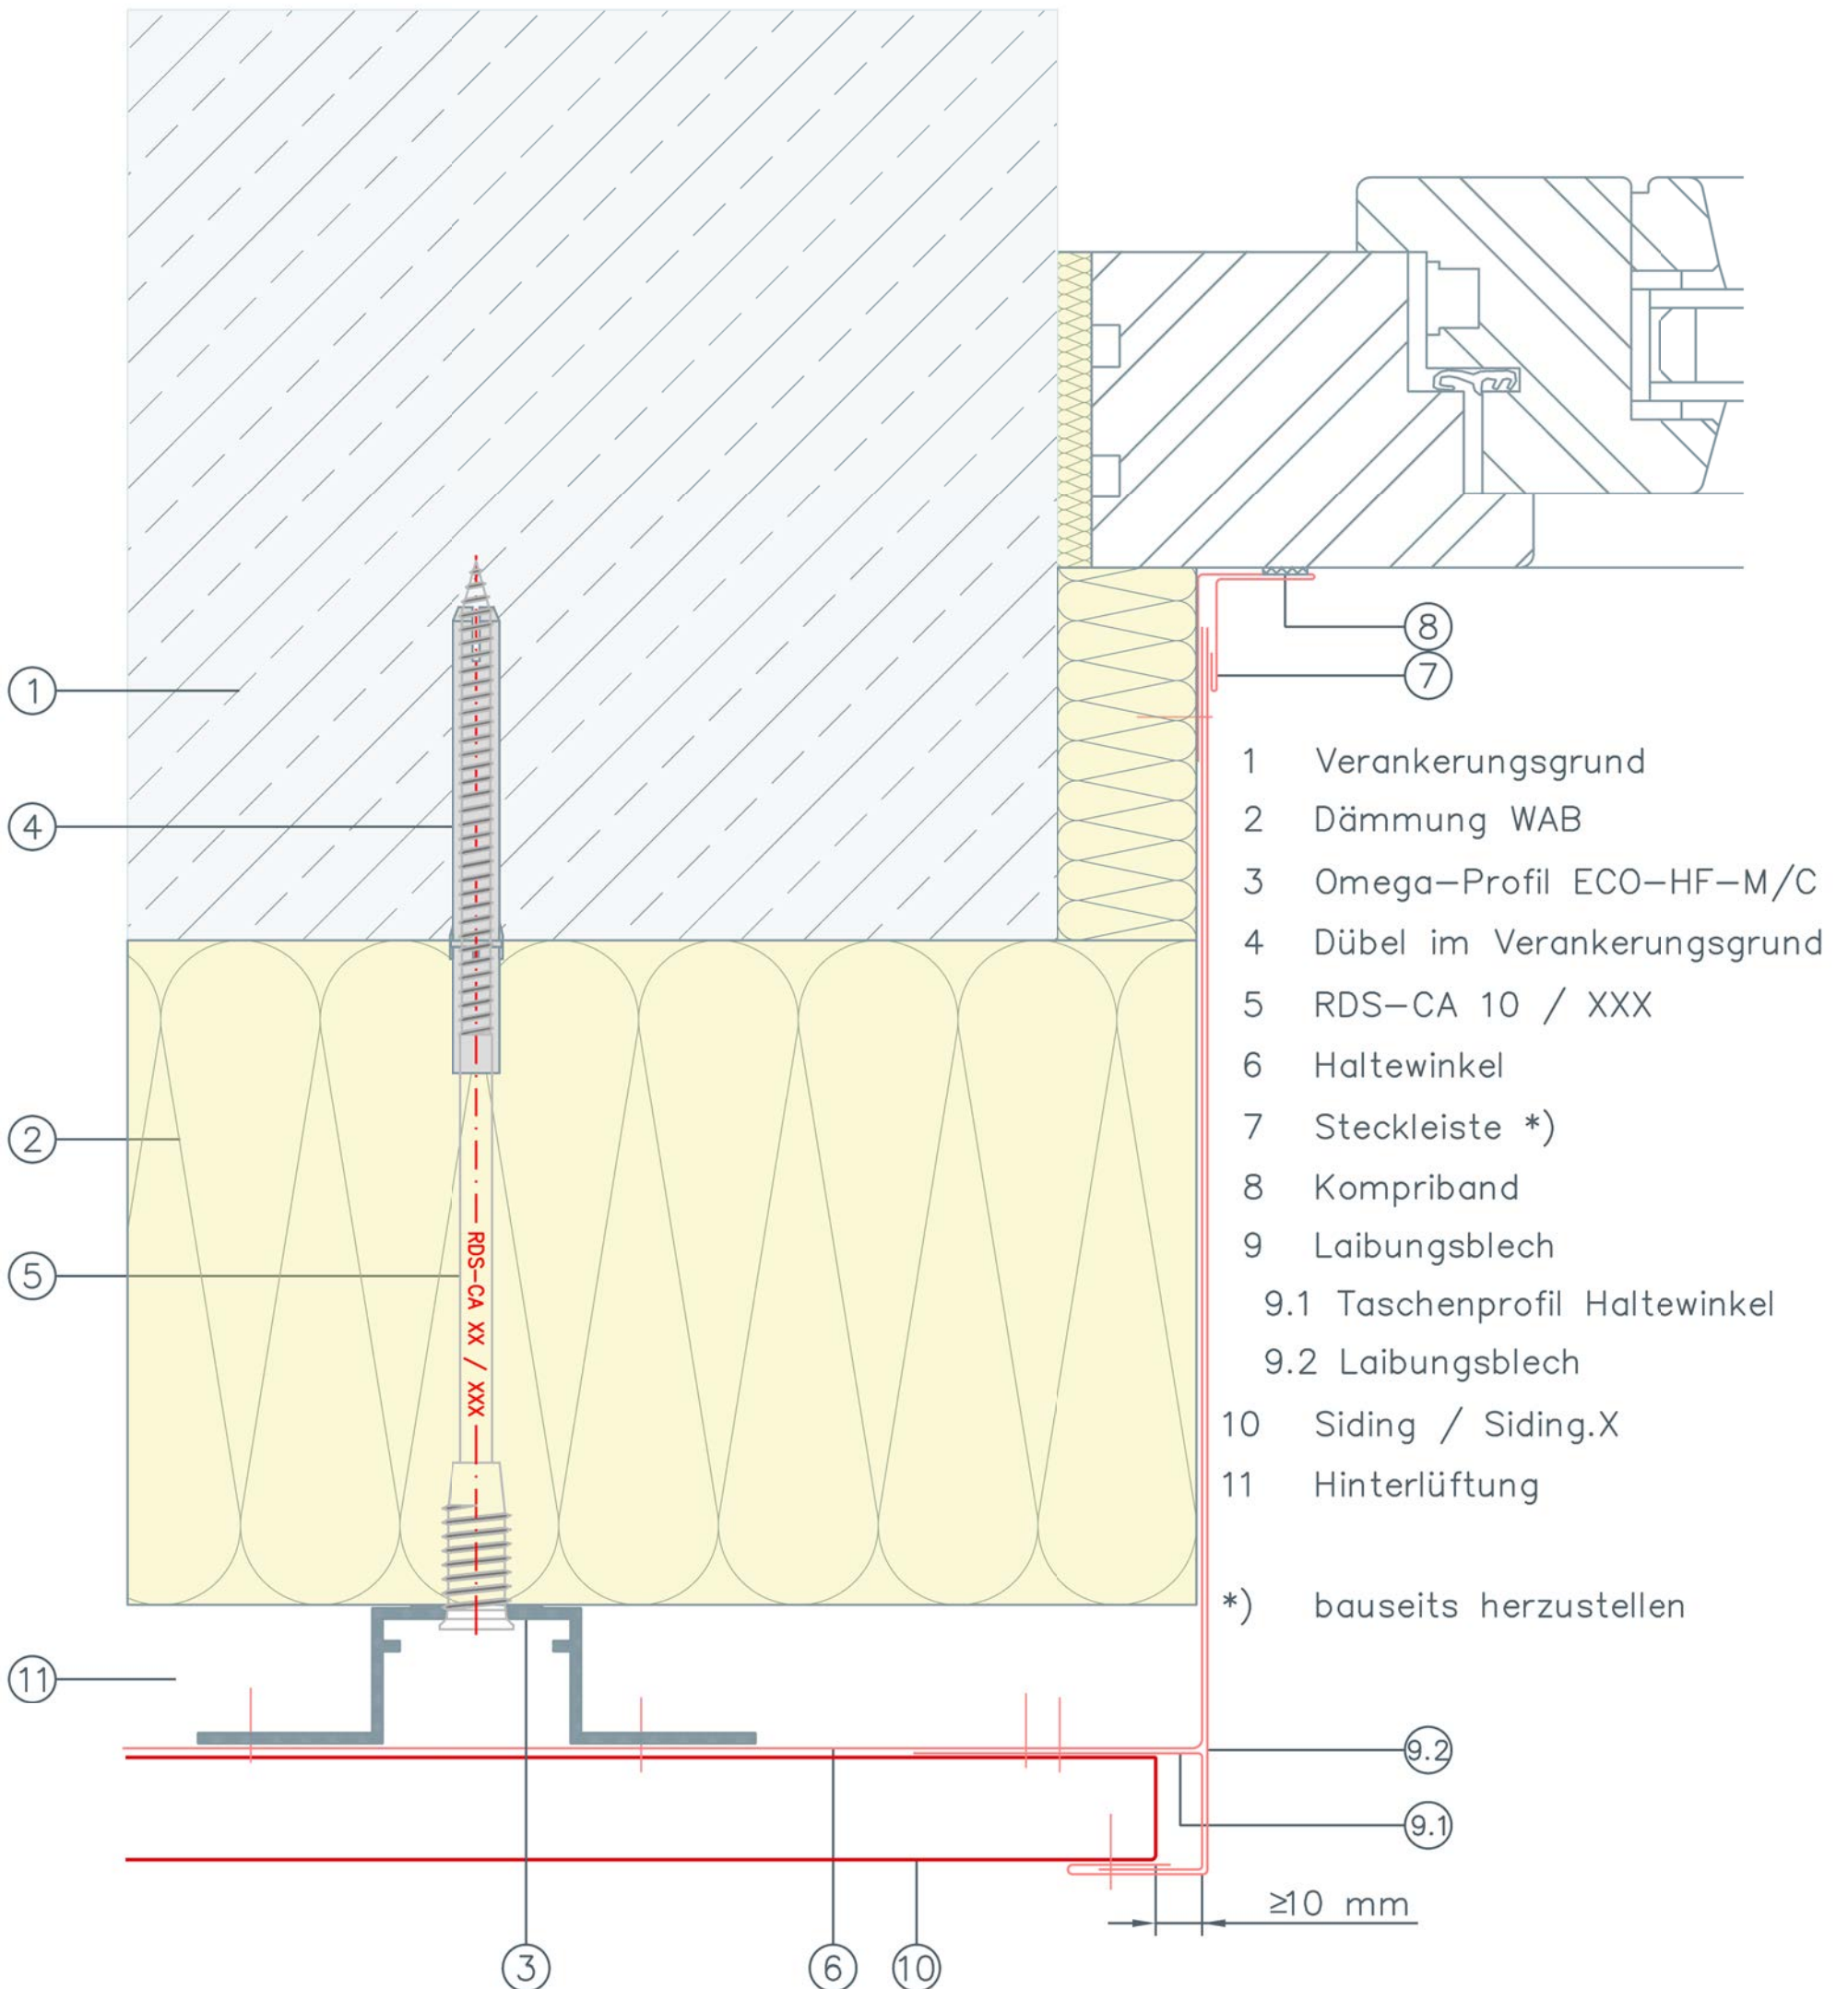 8
7
1
4
2
5
11
RDS-CA XX / XXX
1 Verankerungsgrund
2 Dämmung WAB
3 Omega-Profil ECO-HF-M/C
4 Dübel im Verankerungsgrund
5 RDS-CA 10 / XXX
6 Haltewinkel
7 Steckleiste *)
8 Kompriband
9 Laibungsblech
9.1 Taschenprofil Haltewinkel
9.2 Laibungsblech
10 Siding / Siding.X
11 Hinterlüftung
*) bauseits herzustellen
9.2
9.1
≥10 mm
3
6
10